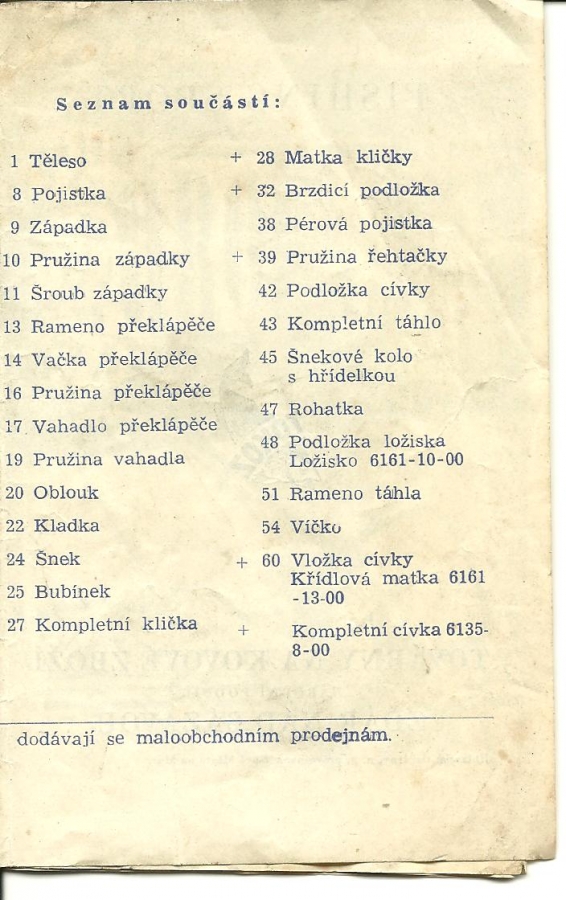 Seznam součástí:
1 Těleso
8 Pojistka
9 Západka
10 Pružina západky
11 Šroub západky
13 Rameno překlápěče
14 Vačka překlápěče
16 Pružina překlápěče
17 Vahadlo překlápěče
19 Pružina vahadla
20 Oblouk
22 Kladka
24 Šnek
25 Bubínek
27 Kompletní klička
+ 28 Matka kličky
+ 32 Brzdicí podložka
38 Pérová pojistka
+ 39 Pružina řehtačky
42 Podložka cívky
43 Kompletní táhlo
45 Šnekové kolo
s hřídelkou
47 Rohatka
48 Podložka ložiska
Ložisko 6161-10-00
51 Rameno táhla
54 Víčko
+ 60 Vložka cívky
Křídlová matka 6161
-13-00
+ Kompletní cívka 6135-
8-00
dodávají se maloobchodním prodejnám.